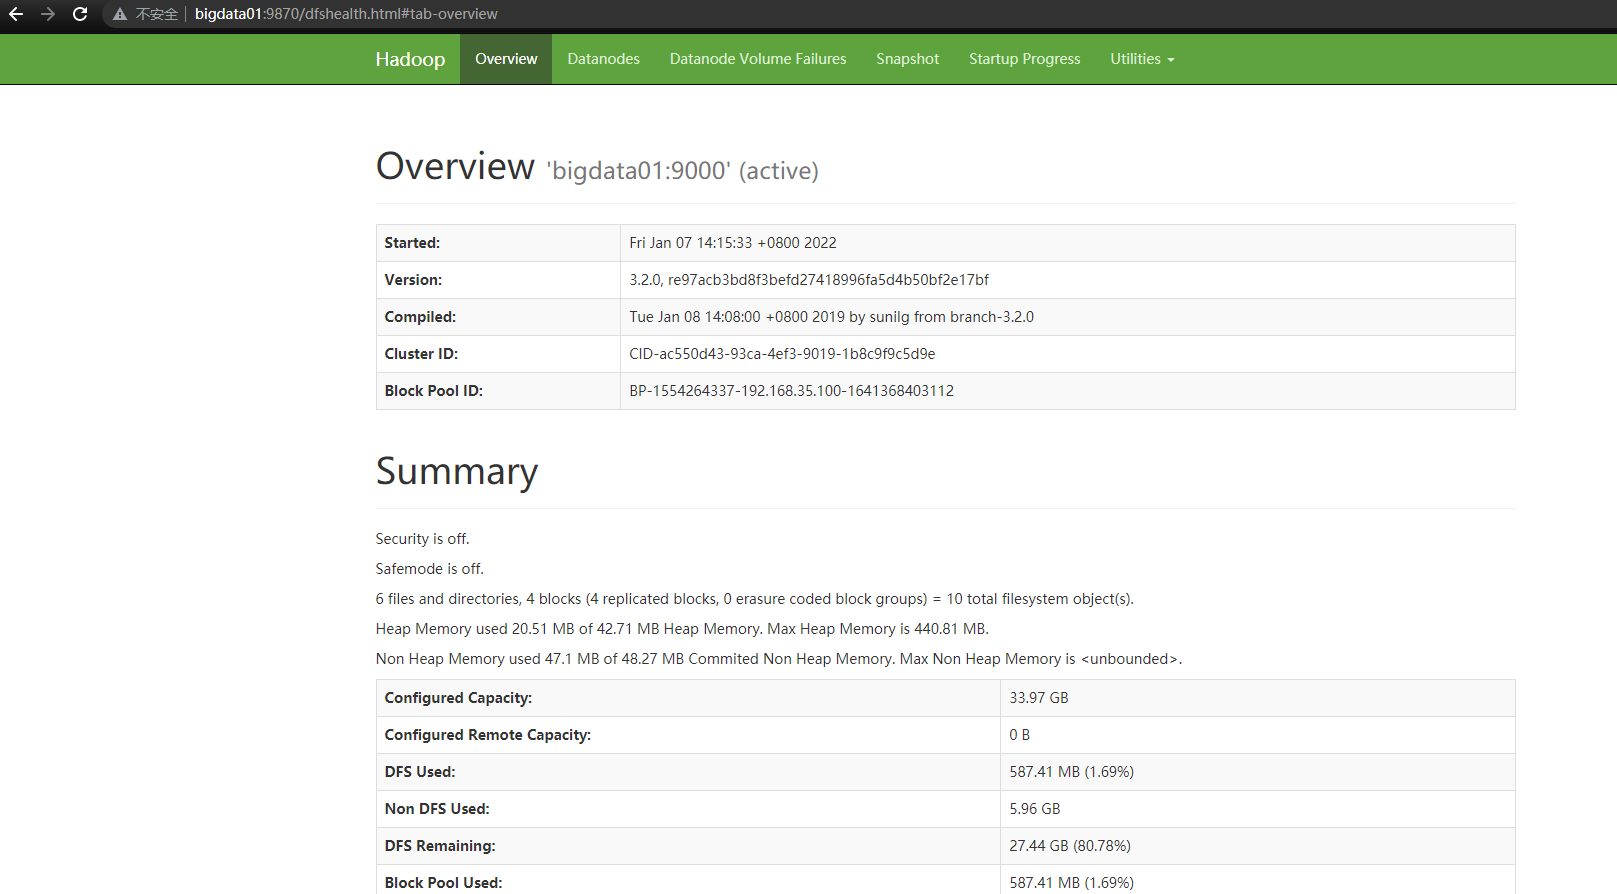 不安全 bigdata01:9870/dfshealth.html#tab-overview
Hadoop Overview Datanodes Datanode Volume Failures Snapshot Startup Progress Utilities
Overview 'bigdata01:9000' (active)
Started: Fri Jan 07 14:15:33 +0800 2022
Version: 3.2.0, re97acb3bd8f3befd27418996fa5d4b50bf2e17bf
Compiled: Tue Jan 08 14:08:00 +0800 2019 by sunilg from branch-3.2.0
Cluster ID: CID-ac550d43-93ca-4ef3-9019-1b8c9f9c5d9e
Block Pool ID: BP-1554264337-192.168.35.100-1641368403112
Summary
Security is off.
Safemode is off.
6 files and directories, 4 blocks (4 replicated blocks, 0 erasure coded block groups) = 10 total filesystem object(s).
Heap Memory used 20.51 MB of 42.71 MB Heap Memory. Max Heap Memory is 440.81 MB.
Non Heap Memory used 47.1 MB of 48.27 MB Commited Non Heap Memory. Max Non Heap Memory is <unbounded>.
Configured Capacity: 33.97 GB
Configured Remote Capacity: 0 B
DFS Used: 587.41 MB (1.69%)
Non DFS Used: 5.96 GB
DFS Remaining: 27.44 GB (80.78%)
Block Pool Used: 587.41 MB (1.69%)